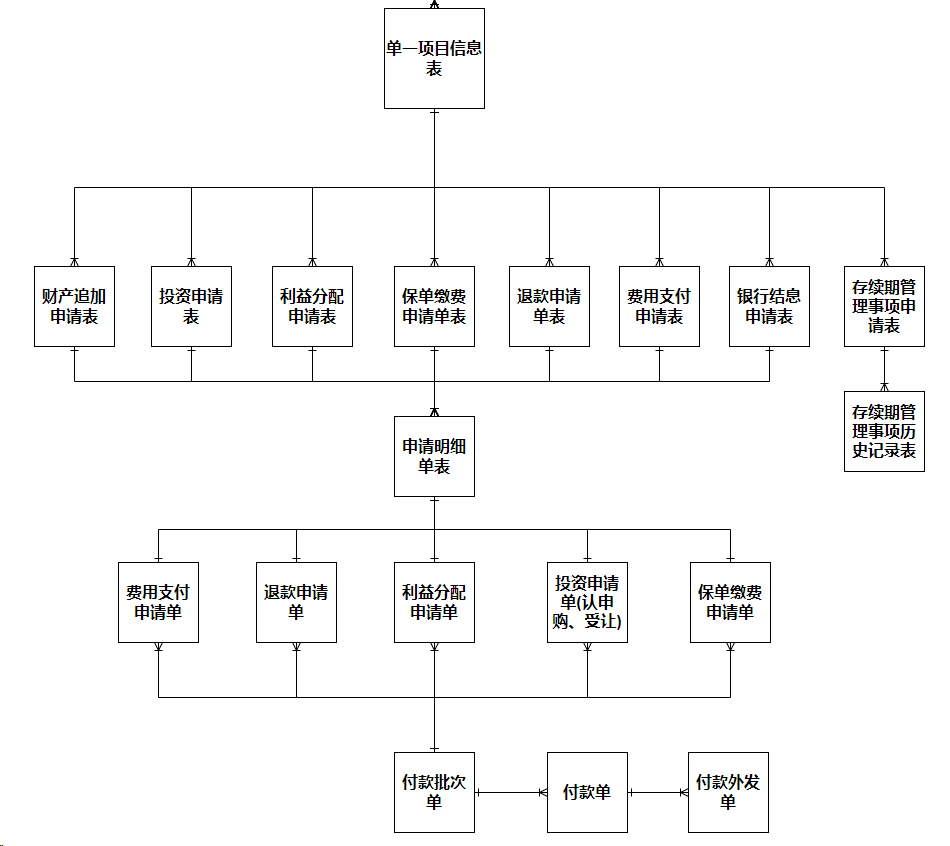 单一项目信息
表
财产追加
申请表
投资申请
表
利益分配
申请表
保单缴费
申请单表
退款申请
单表
费用支付
申请表
银行结息
申请表
存续期管
理事项申
请表
存续期管
理事项历
史记录表
申请明细
单表
费用支付
申请单
退款申请
单
利益分配
申请单
投资申请
单(认申
购、受让)
保单缴费
申请单
付款批次
单
付款单
付款外发
单